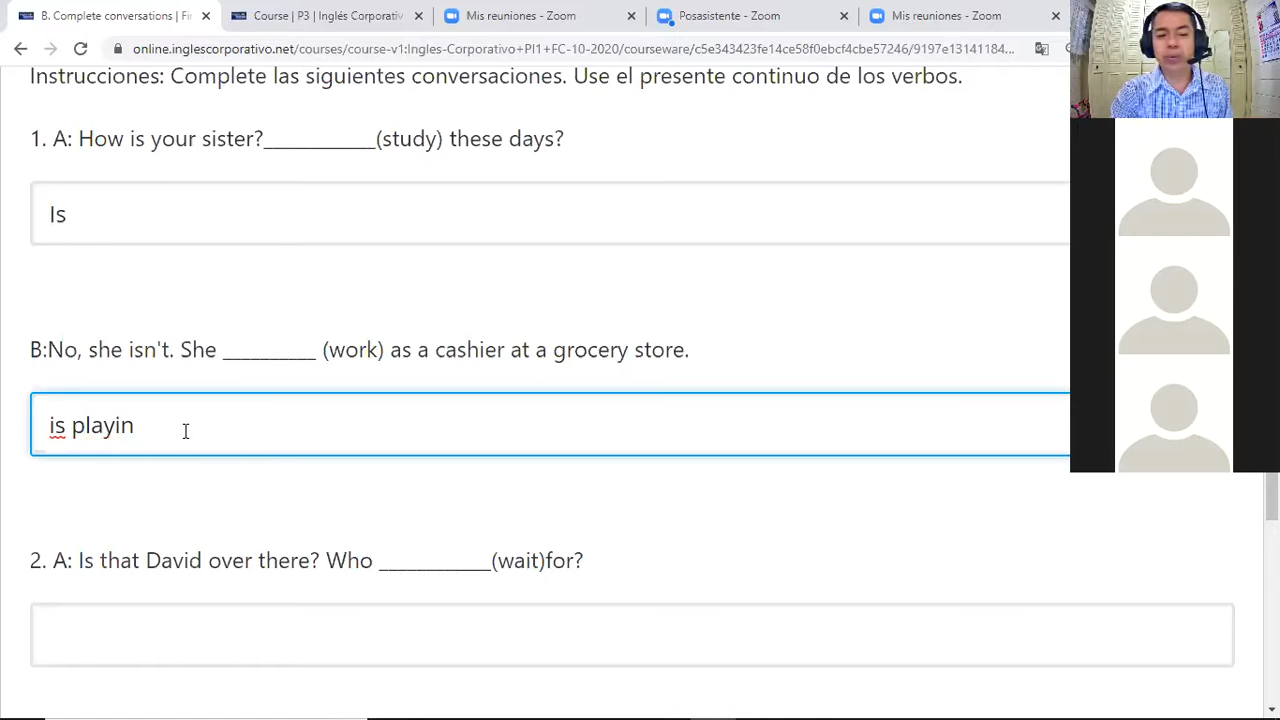 B. Complete conversations | Fi
Course | P3 | Inglés Corporativ
Mis reuniones - Zoom
Posasistente - Zoom
Mis reuniones - Zoom
online.inglescorporativo.net/courses/course-v1:Ingles-Corporativo+PI1+FC-10-2020/courseware/c5e343423fe14ce58f0ebcf4cbe57246/9197e13141184...
Instrucciones: Complete las siguientes conversaciones. Use el presente continuo de los verbos.
1. A: How is your sister?___________(study) these days?
Is
B:No, she isn't. She __________ (work) as a cashier at a grocery store.
is playin
2. A: Is that David over there? Who ____________(wait)for?